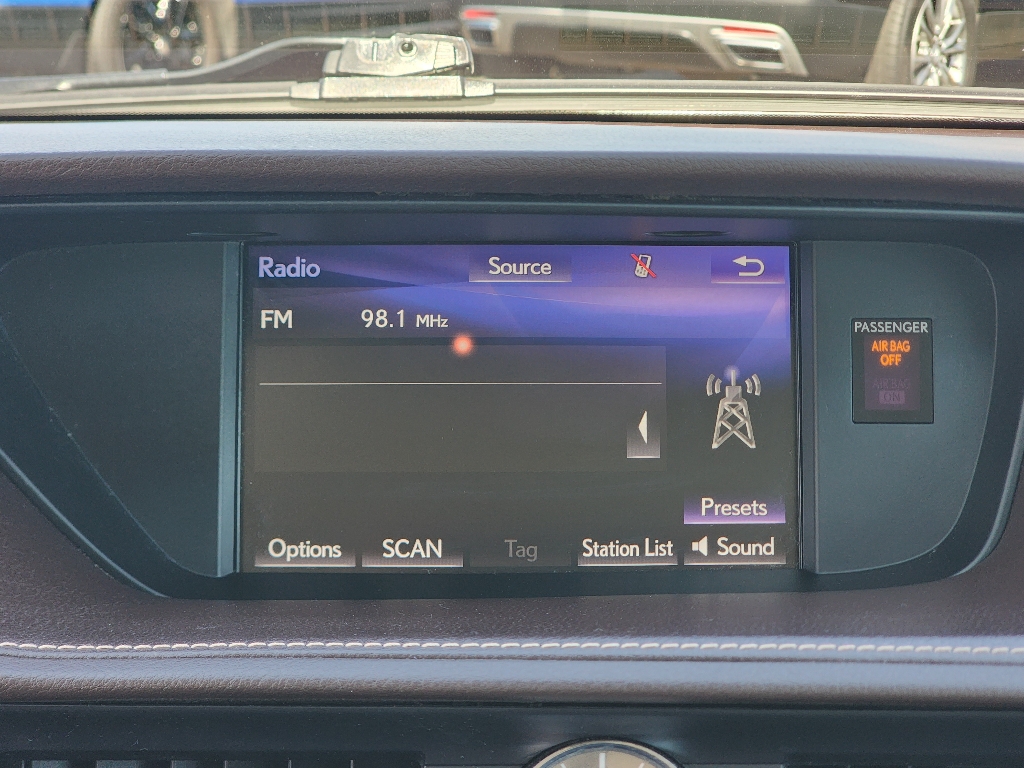 Radio Source
FM 98.1 MHz
PASSENGER
AIR BAG
OFF
AIR BAG
ON
Presets
Options SCAN Tag Station List Sound